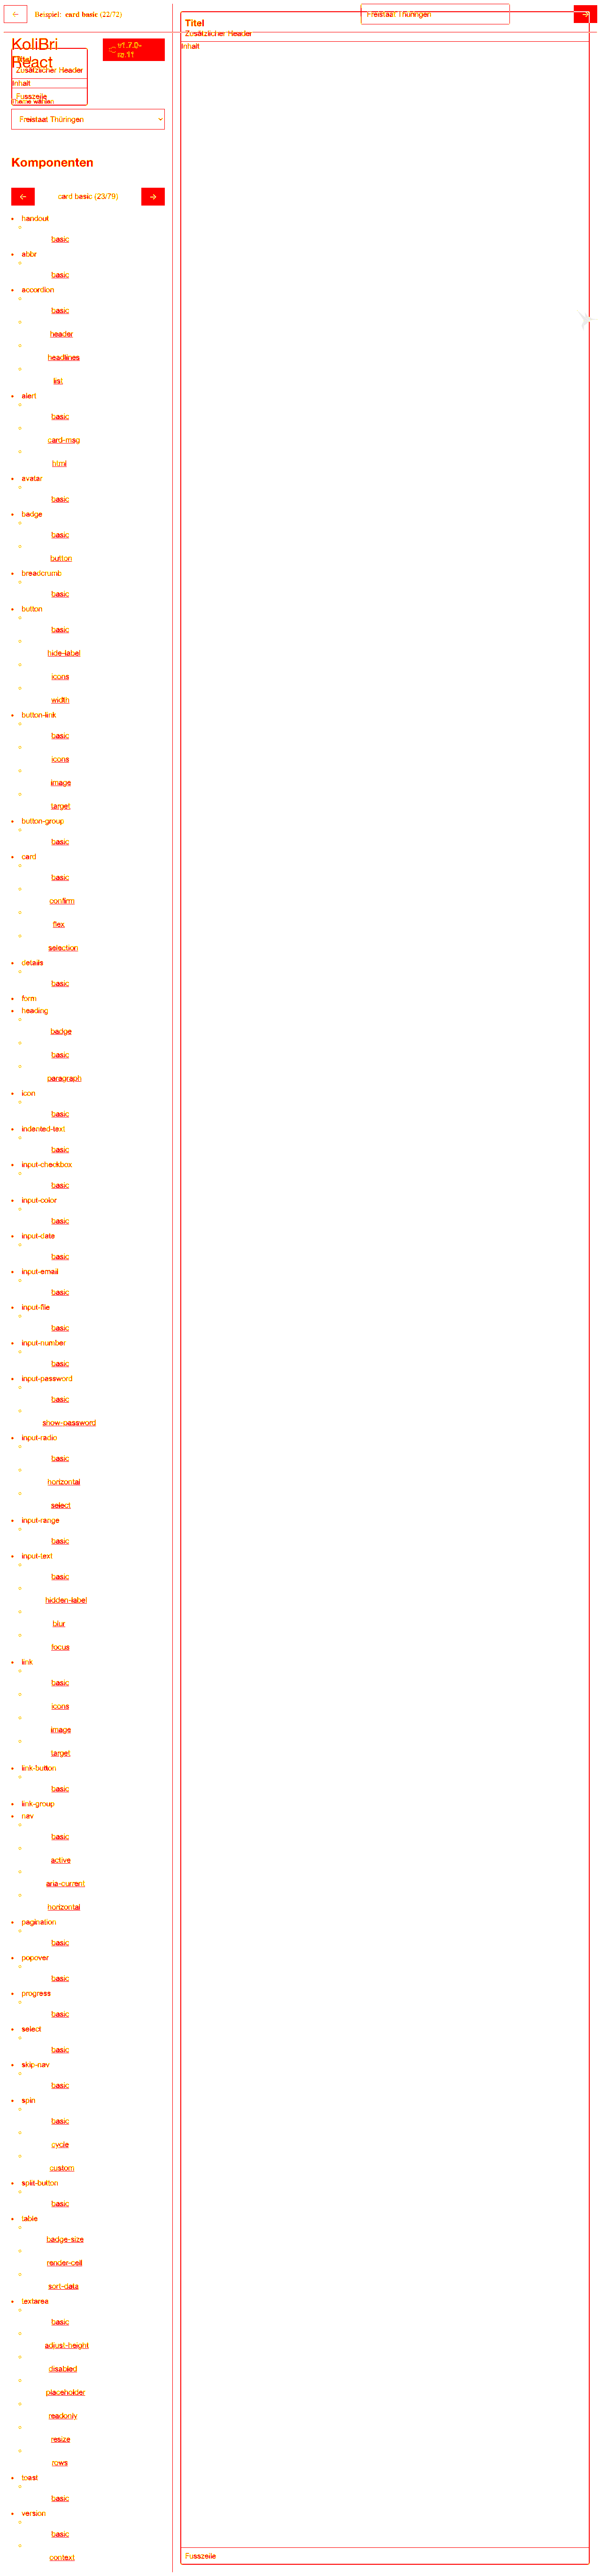 Beispiel: card basic (22/72)
Freistaat Thüringen
Titel
Zusätzlicher Header
Inhalt
KoliBri
React
v1.7.0-
rc.11
Titel
Zusätzlicher Header
Inhalt
Fusszeile
Theme wählen
Freistaat Thüringen
Komponenten
card basic (23/79)
handout
basic
abbr
basic
accordion
basic
header
headlines
list
alert
basic
card-msg
html
avatar
basic
badge
basic
button
breadcrumb
basic
button
basic
hide-label
icons
width
button-link
basic
icons
image
target
button-group
basic
card
basic
confirm
flex
selection
details
basic
form
heading
badge
basic
paragraph
icon
basic
indented-text
basic
input-checkbox
basic
input-color
basic
input-date
basic
input-email
basic
input-file
basic
input-number
basic
input-password
basic
show-password
input-radio
basic
horizontal
select
input-range
basic
input-text
basic
hidden-label
blur
focus
link
basic
icons
image
target
link-button
basic
link-group
nav
basic
active
aria-current
horizontal
pagination
basic
popover
basic
progress
basic
select
basic
skip-nav
basic
spin
basic
cycle
custom
split-button
basic
table
badge-size
render-cell
sort-data
textarea
basic
adjust-height
disabled
placeholder
readonly
resize
rows
toast
basic
version
basic
context
Fusszeile